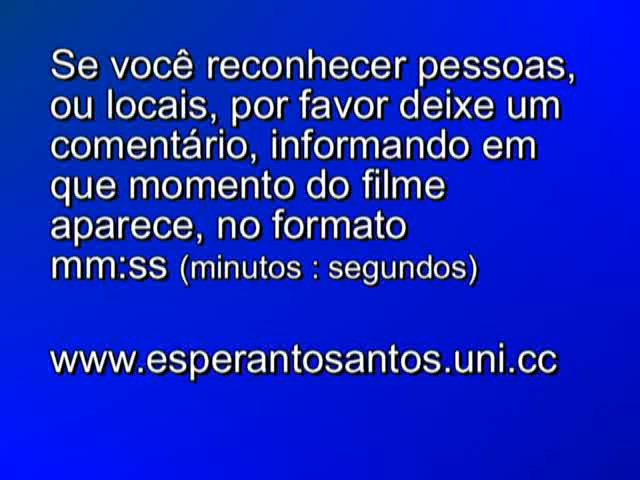 Se você reconhecer pessoas,
ou locais, por favor deixe um
comentário, informando em
que momento do filme
aparece, no formato
mm:ss (minutos : segundos)
www.esperantosantos.uni.cc